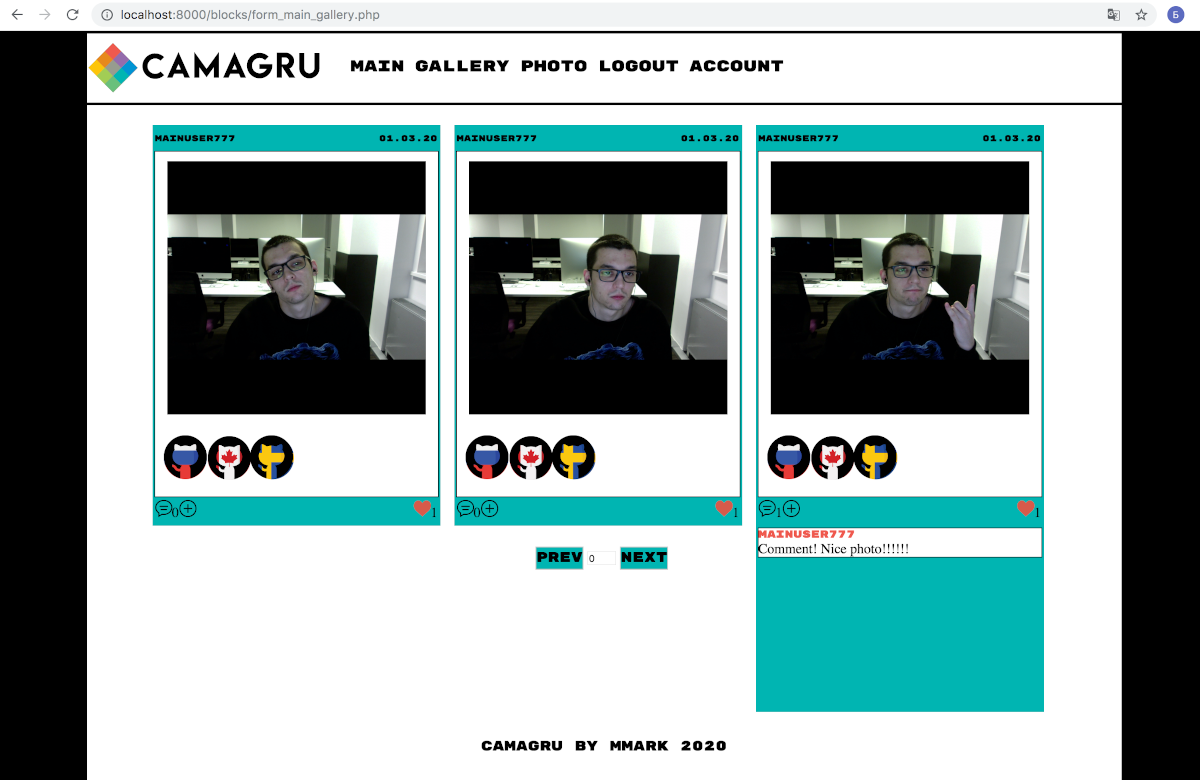 localhost:8000/blocks/form_main_gallery.php
Б
CAMAGRU
MAIN GALLERY PHOTO LOGOUT ACCOUNT
MAINUSER777 01.03.20
MAINUSER777 01.03.20
MAINUSER777 01.03.20
0 1
0 1
1 1
MAINUSER777
Comment! Nice photo!!!!!!
PREV 0 NEXT
CAMAGRU BY MMARK 2020